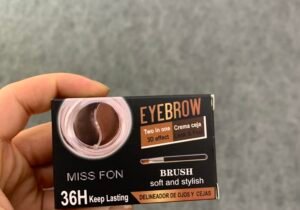 EYEBROW
Two in one
3D effect
Crema ceja
MISS FON
BRUSH
soft and stylish
36H Keep Lasting
DELINEADOR DE OJOS Y CEJAS